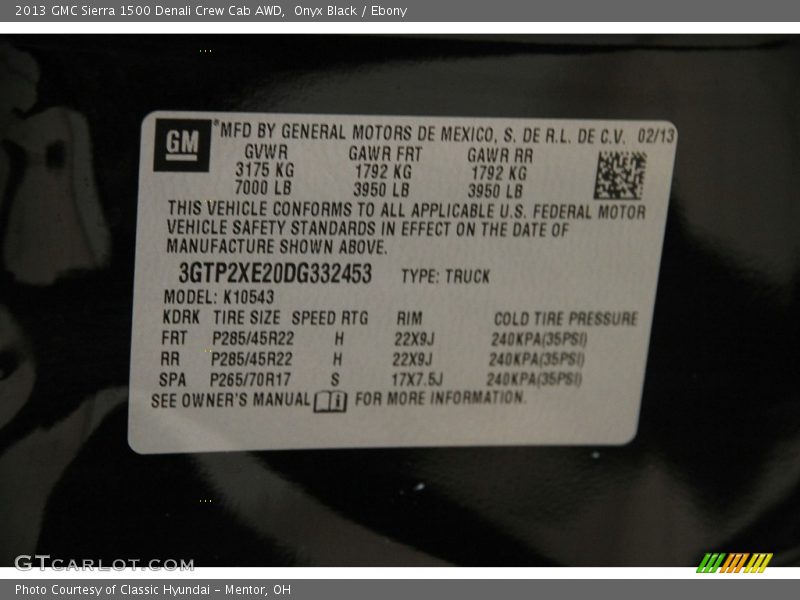 2013 GMC Sierra 1500 Denali Crew Cab AWD,  Onyx Black / Ebony
GM
MFD BY GENERAL MOTORS DE MEXICO, S. DE R.L. DE C.V. 02/13
GVWR GAWR FRT GAWR RR
3175 KG 1792 KG 1792 KG
7000 LB 3950 LB 3950 LB
THIS VEHICLE CONFORMS TO ALL APPLICABLE U.S. FEDERAL MOTOR
VEHICLE SAFETY STANDARDS IN EFFECT ON THE DATE OF
MANUFACTURE SHOWN ABOVE.
3GTP2XE20DG332453 TYPE: TRUCK
MODEL: K10543
KDRK TIRE SIZE SPEED RTG RIM COLD TIRE PRESSURE
FRT P285/45R22 H 22X9J 240KPA(35PSI)
RR P285/45R22 H 22X9J 240KPA(35PSI)
SPA P265/70R17 S 17X7.5J 240KPA(35PSI)
SEE OWNER'S MANUAL FOR MORE INFORMATION.
GTCARLOT.COM
Photo Courtesy of Classic Hyundai - Mentor, OH